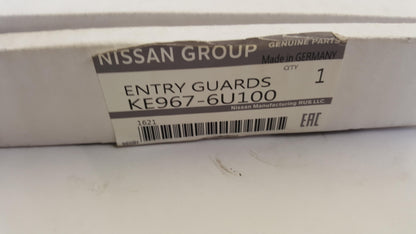 NISSAN GROUP
GENUINE PARTS
Made in GERMANY
ENTRY GUARDS
QTY
1
KE967-6U100
Nissan Manufacturing RUS LLC.
1621
EAC